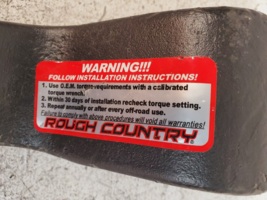 WARNING!!!
FOLLOW INSTALLATION INSTRUCTIONS!
1. Use O.E.M. torque requirements with a calibrated
torque wrench.
2. Within 30 days of installation recheck torque setting.
3. Repeat annually or after every off-road use.
Failure to comply with above procedures will void all warranties!
ROUGH COUNTRY